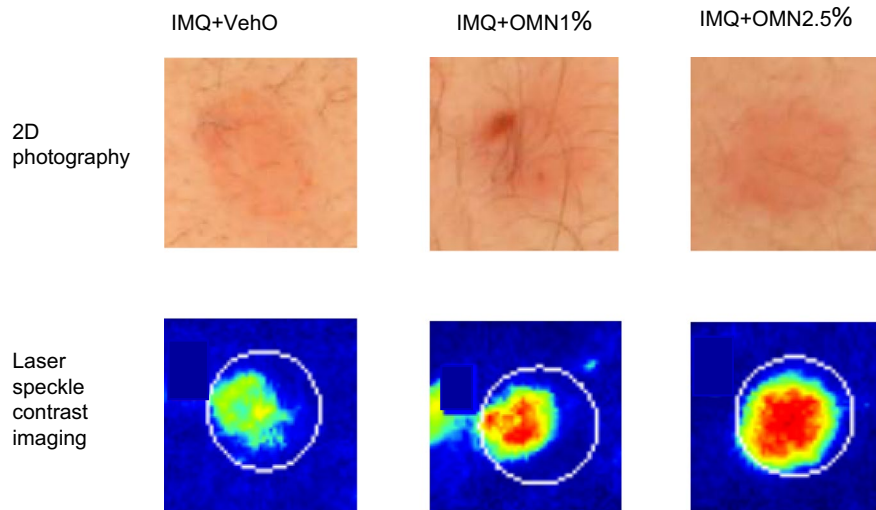 IMQ+VehO
IMQ+OMN1%
IMQ+OMN2.5%
2D
photography
Laser
speckle
contrast
imaging